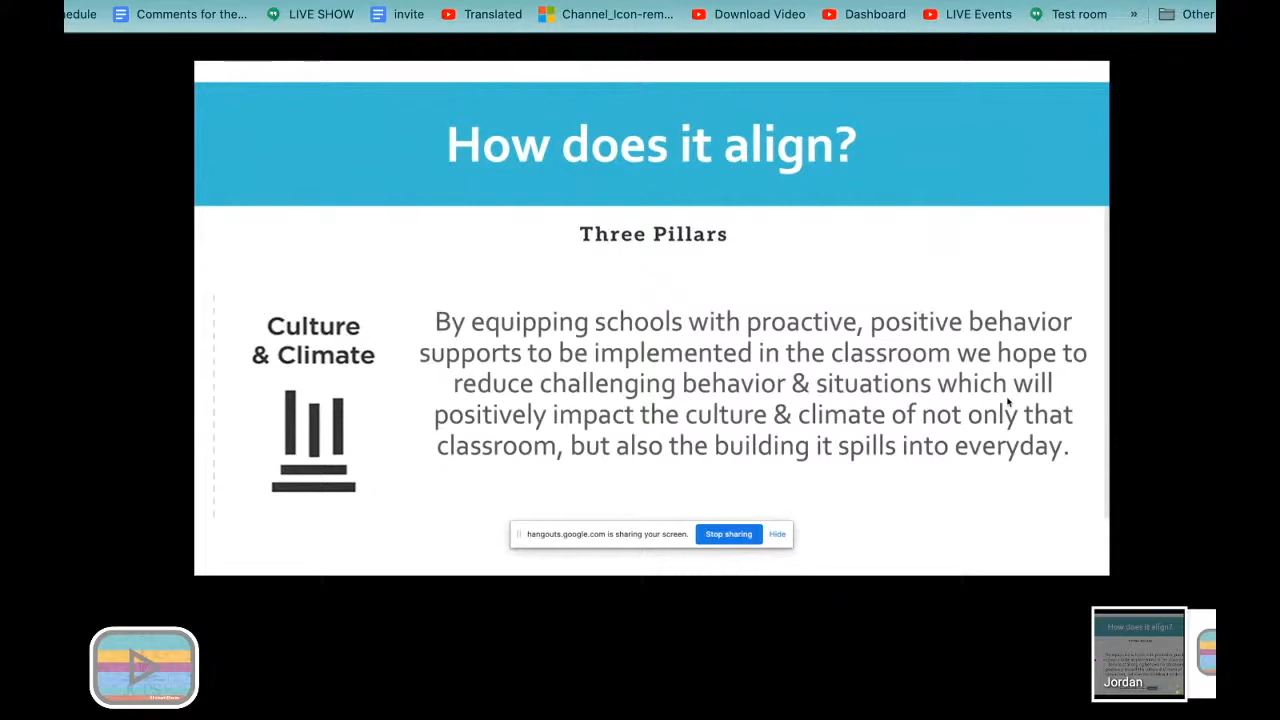 edule Comments for the... LIVE SHOW invite Translated Channel_Icon-rem... Download Video Dashboard LIVE Events Test room » Other
How does it align?
Three Pillars
Culture
& Climate
By equipping schools with proactive, positive behavior
supports to be implemented in the classroom we hope to
reduce challenging behavior & situations which will
positively impact the culture & climate of not only that
classroom, but also the building it spills into everyday.
hangouts.google.com is sharing your screen. Stop sharing Hide
How does it align?
Jordan